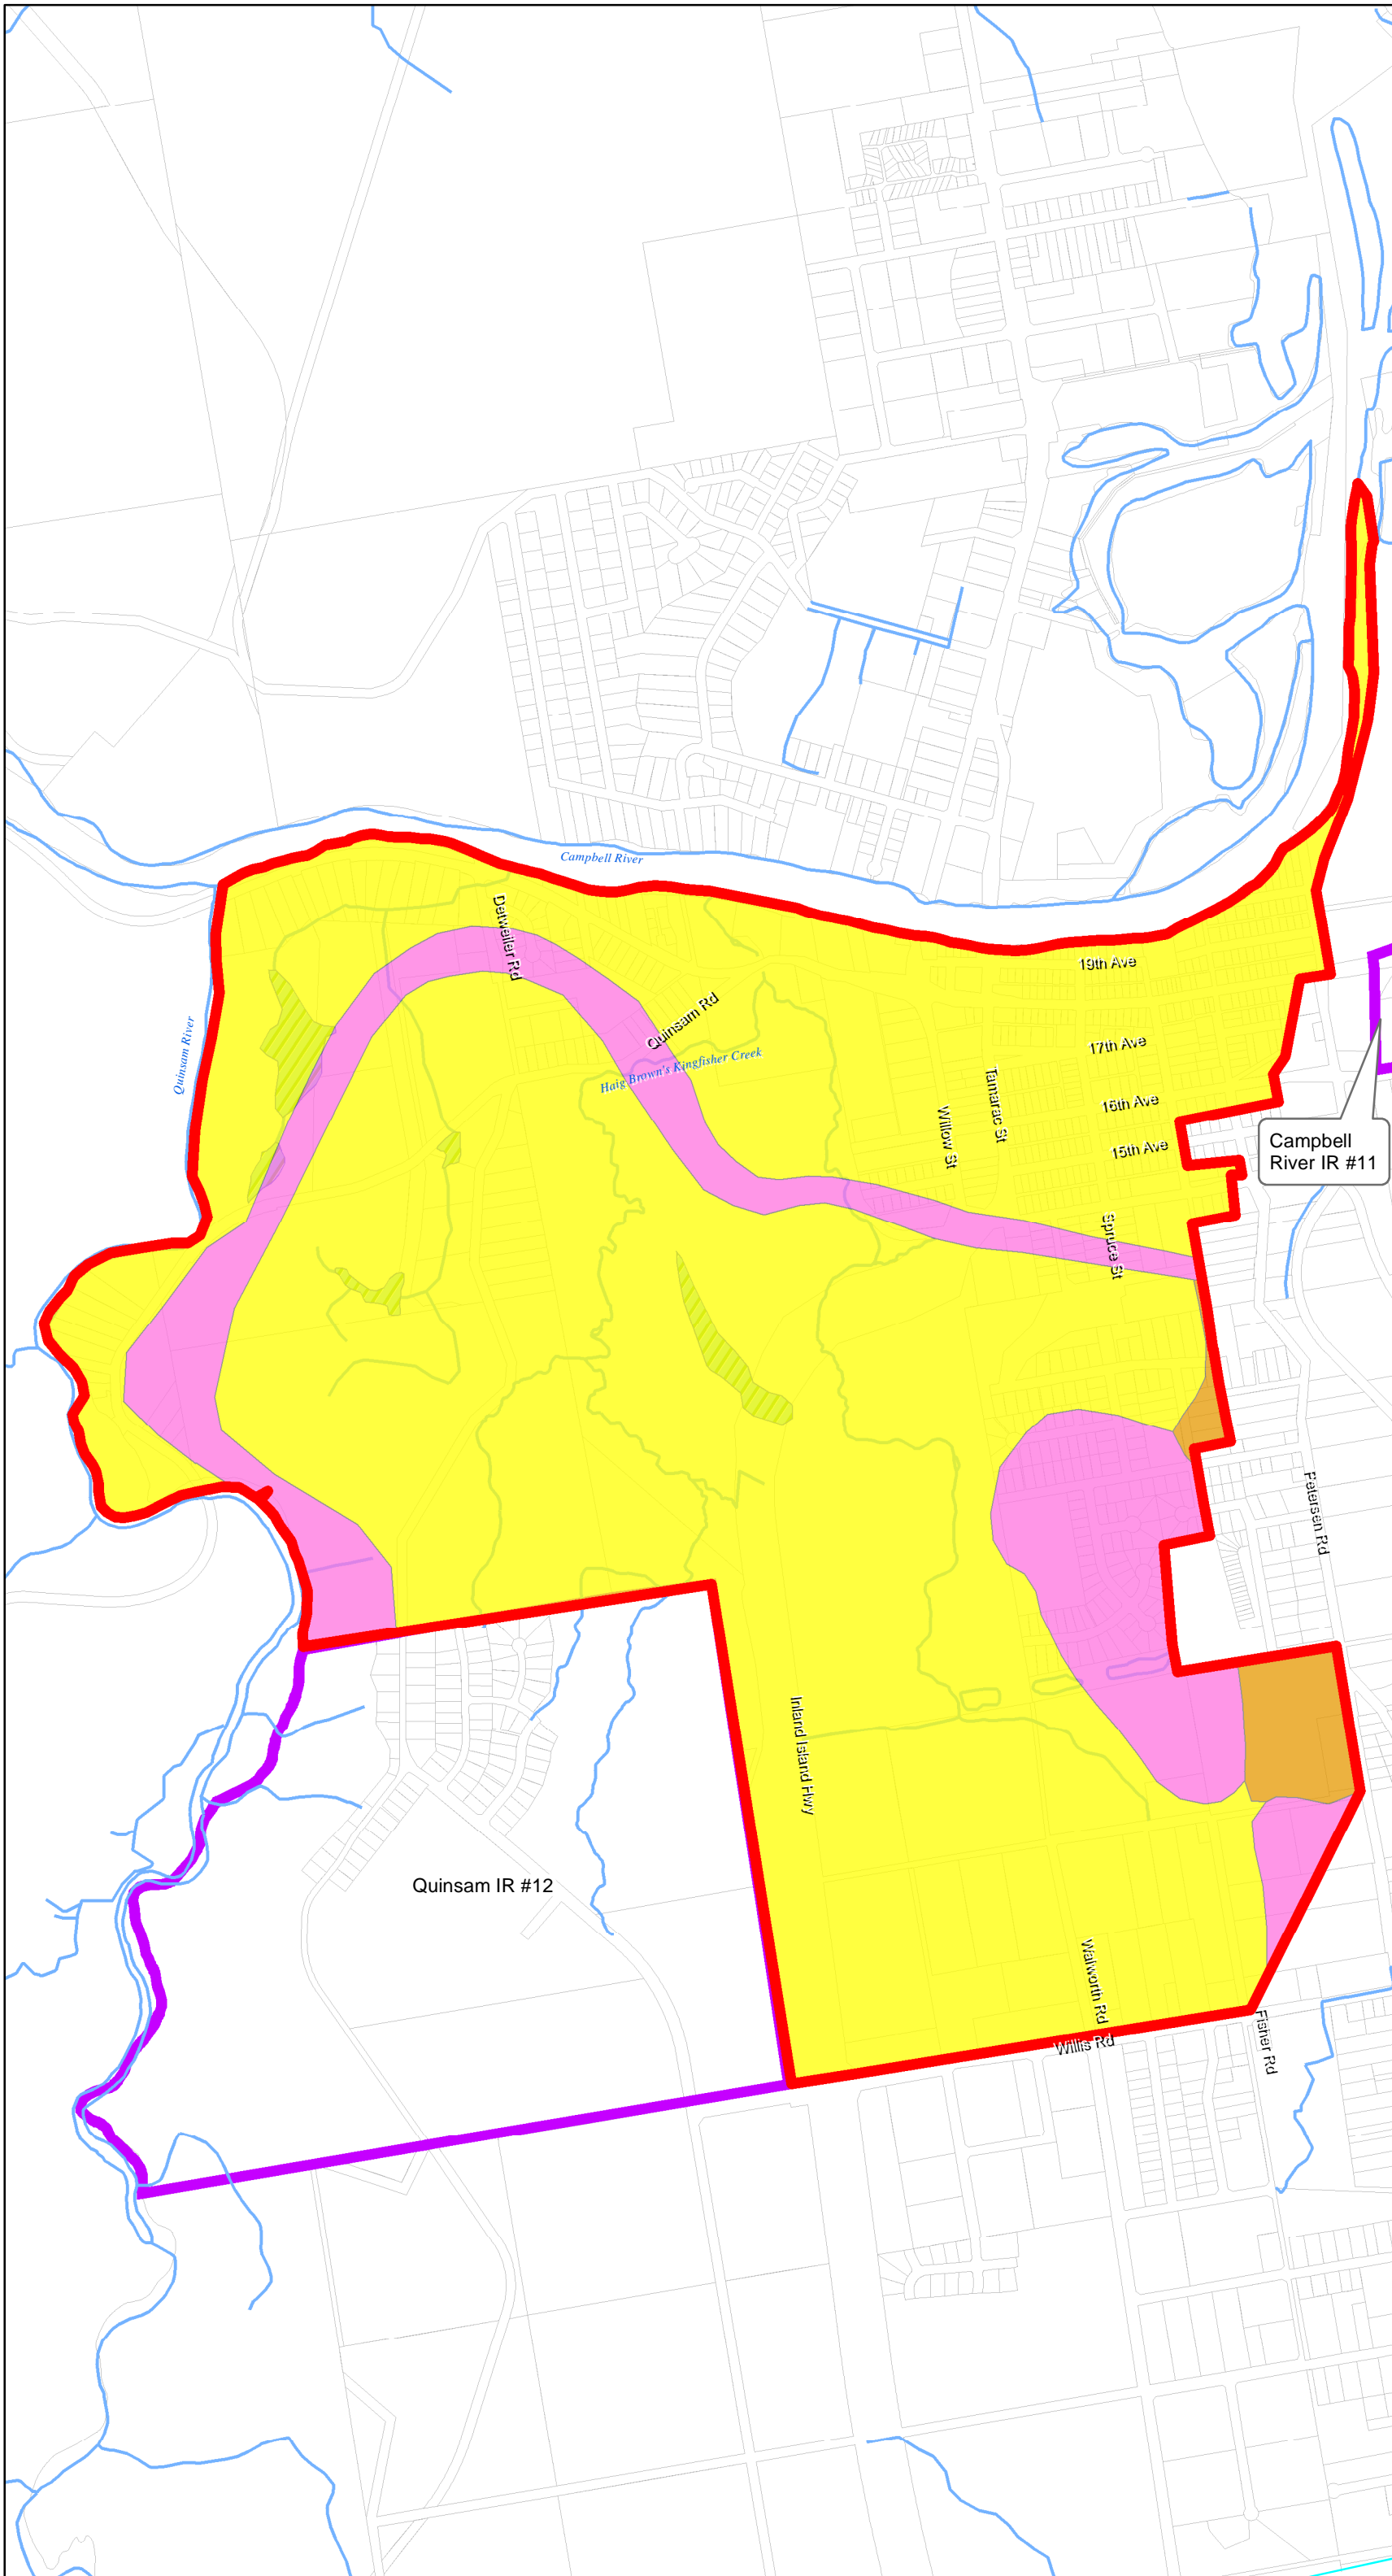 Campbell River
Detweiler Rd
19th Ave
Quinsam Rd
Quinsam River
17th Ave
Haig Brown's Kingfisher Creek
Tamarac St
16th Ave
Willow St
15th Ave
Campbell
River IR #11
Spruce St
Petersen Rd
Inland Island Hwy
Quinsam IR #12
Walworth Rd
Willis Rd
Fisher Rd